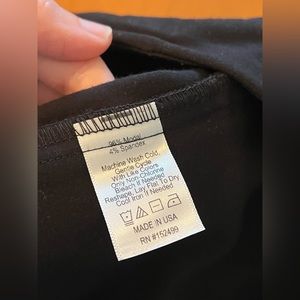 96% Modal
4% Spandex
Machine Wash Cold,
Gentle Cycle
With Like Colors
Only Non-Chlorine
Bleach if Needed
Reshape, Lay Flat To Dry.
Cool Iron if Needed
MADE IN USA
RN #152499